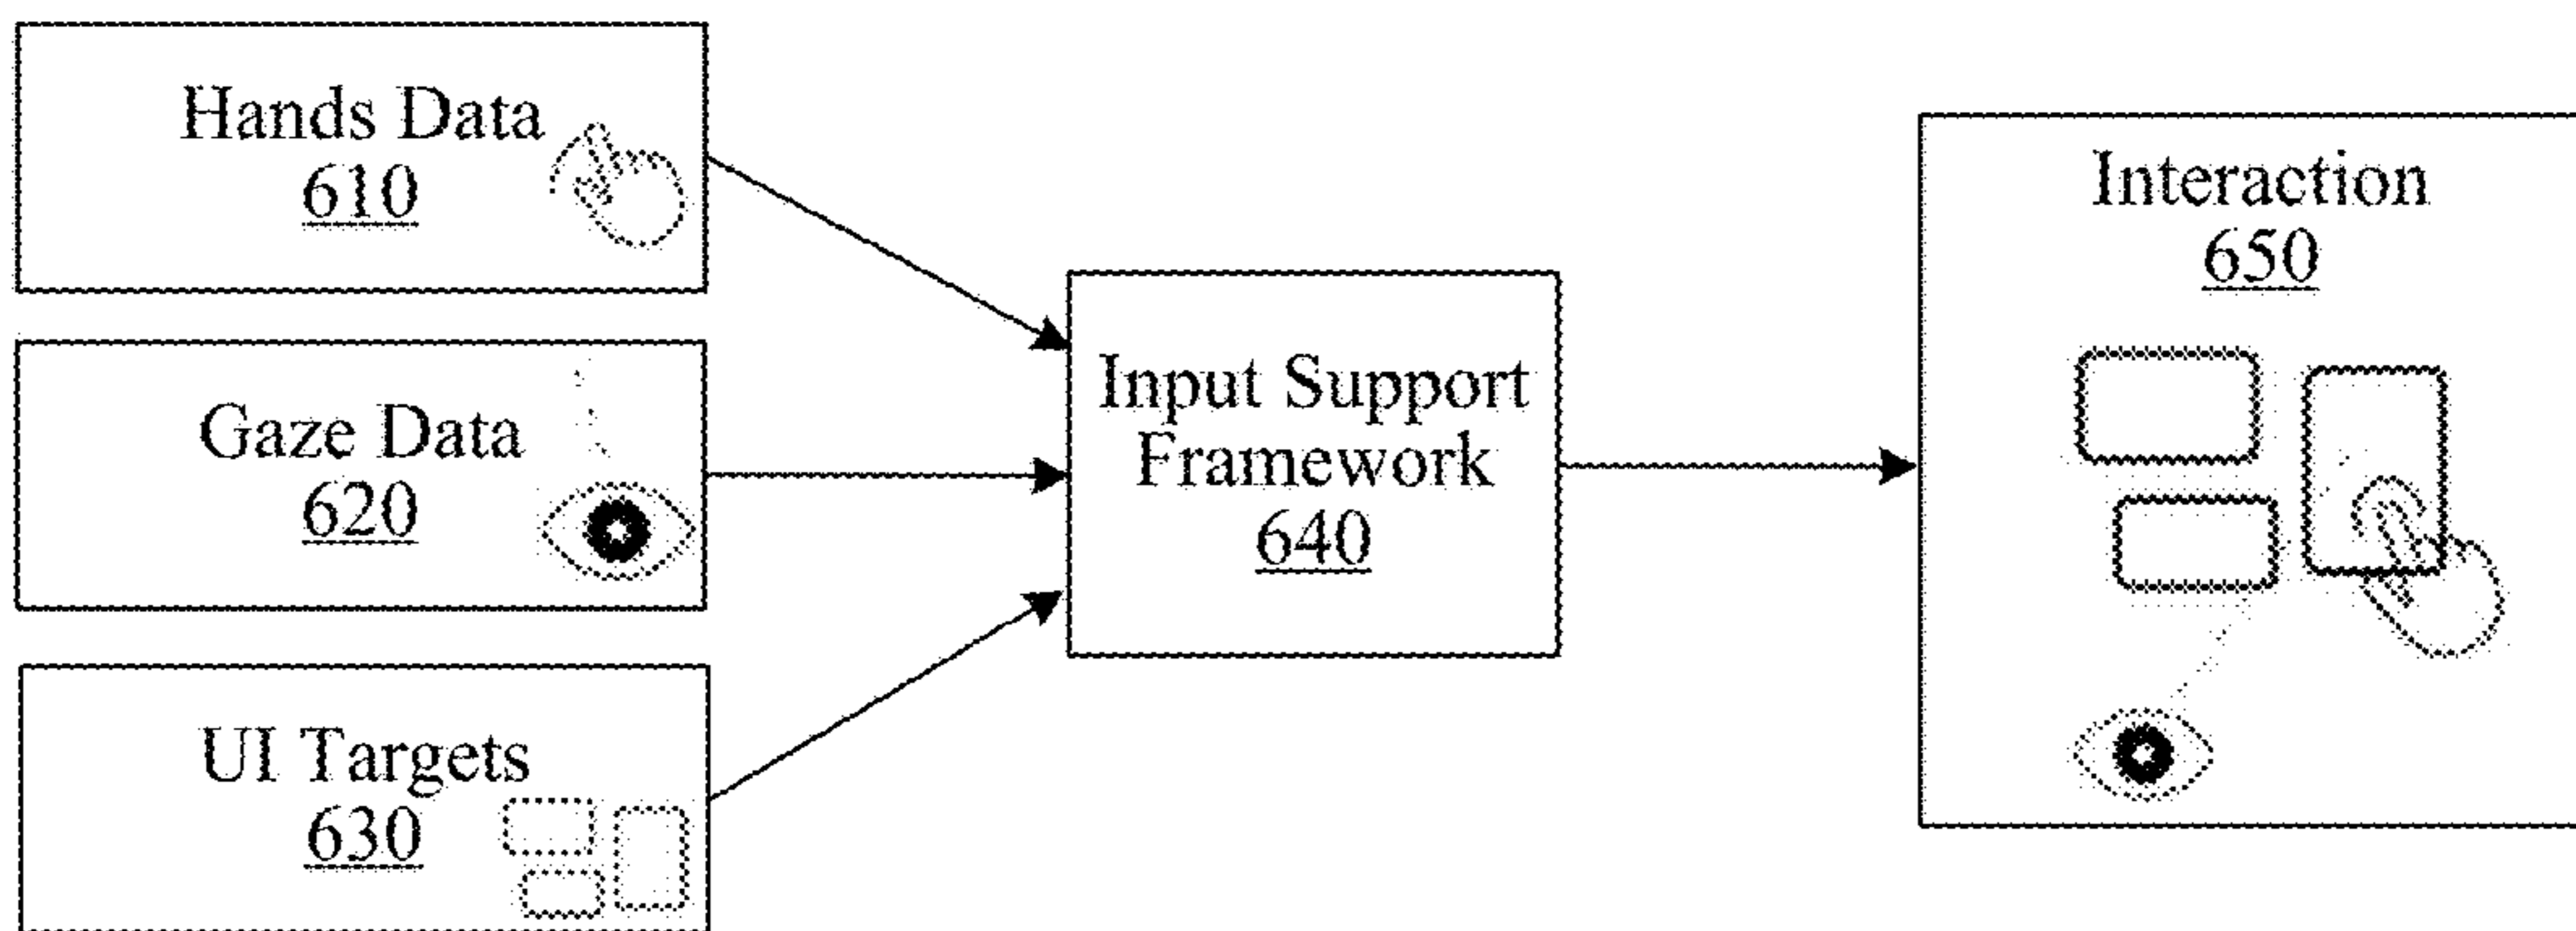 Hands Data
610
Gaze Data
620
UI Targets
630
Input Support
Framework
640
Interaction
650